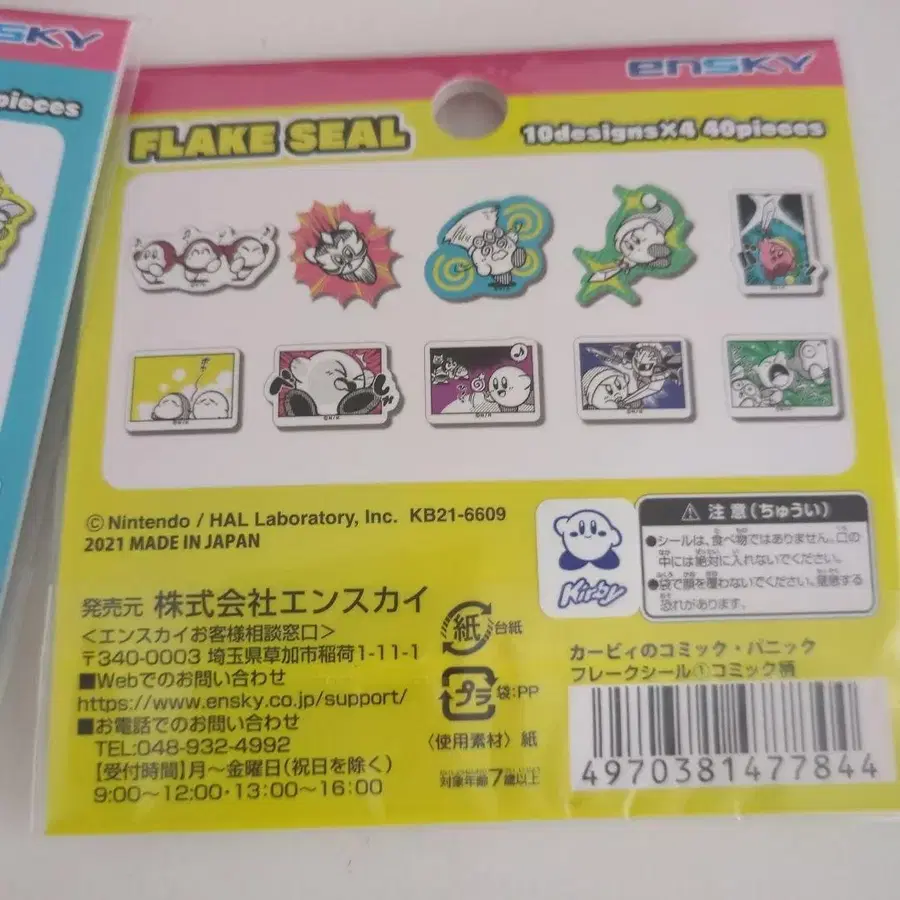 SKY
pieces
ensky
FLAKE SEAL
10designs×4 40pieces
©Nintendo / HAL Laboratory, Inc. KB21-6609
2021 MADE IN JAPAN
発売元 株式会社エンスカイ
<エンスカイお客様相談窓口>
〒340-0003 埼玉県草加市稲荷1-11-1
■Webでのお問い合わせ
https://www.ensky.co.jp/support/
■お電話でのお問い合わせ
TEL:048-932-4992
【受付時間】月〜金曜日(祝日を除く)
9:00〜12:00・13:00〜16:00
紙 台紙
プラ 袋:PP
〈使用素材〉紙
対象年齢7歳以上
Kirby
⚠ 注意(ちゅうい)
●シールは、食べ物ではありません。口の
中には絶対に入れないでください。
●袋で顔を覆わないでください。窒息する
恐れがあります。
カービィのコミック・パニック
フレークシール①コミック柄
4970381477844